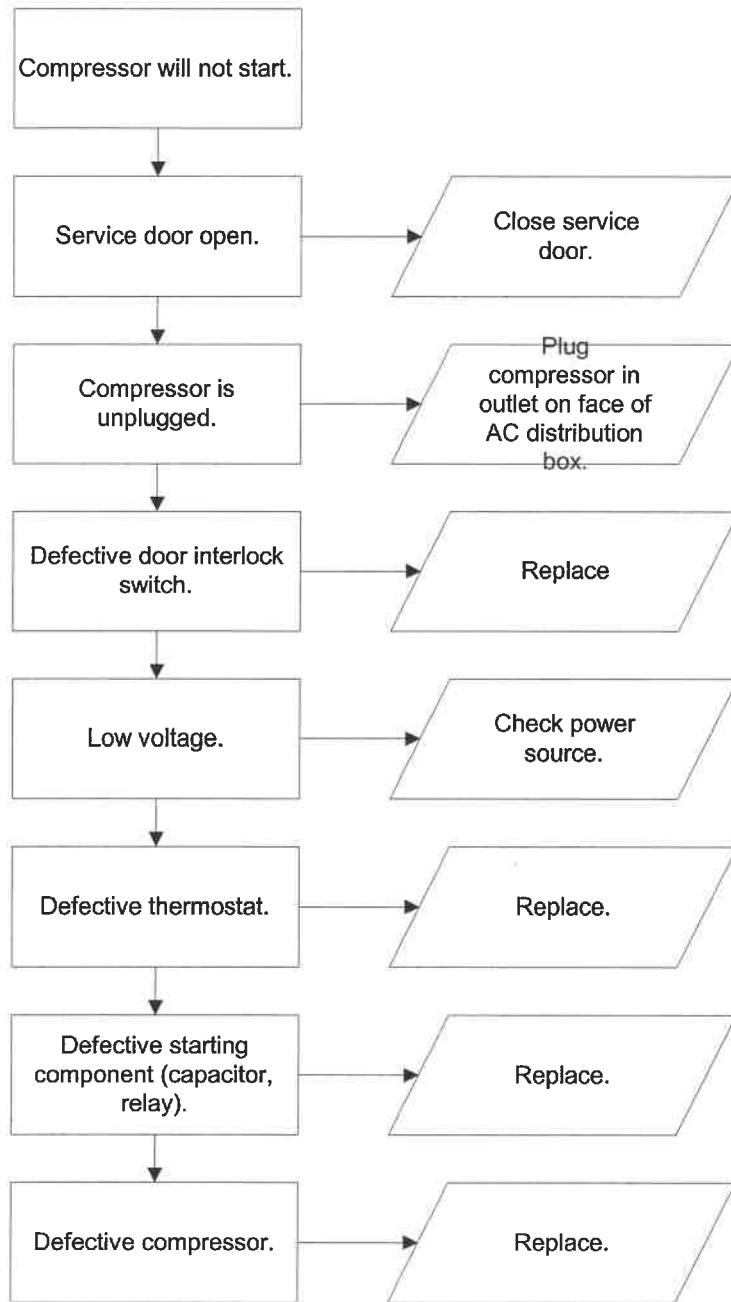 Compressor will not start.
Service door open.
Close service
door.
Compressor is
unplugged.
Plug
compressor in
outlet on face of
AC distribution
box.
Defective door interlock
switch.
Replace
Low voltage.
Check power
source.
Defective thermostat.
Replace.
Defective starting
component (capacitor,
relay).
Replace.
Defective compressor.
Replace.